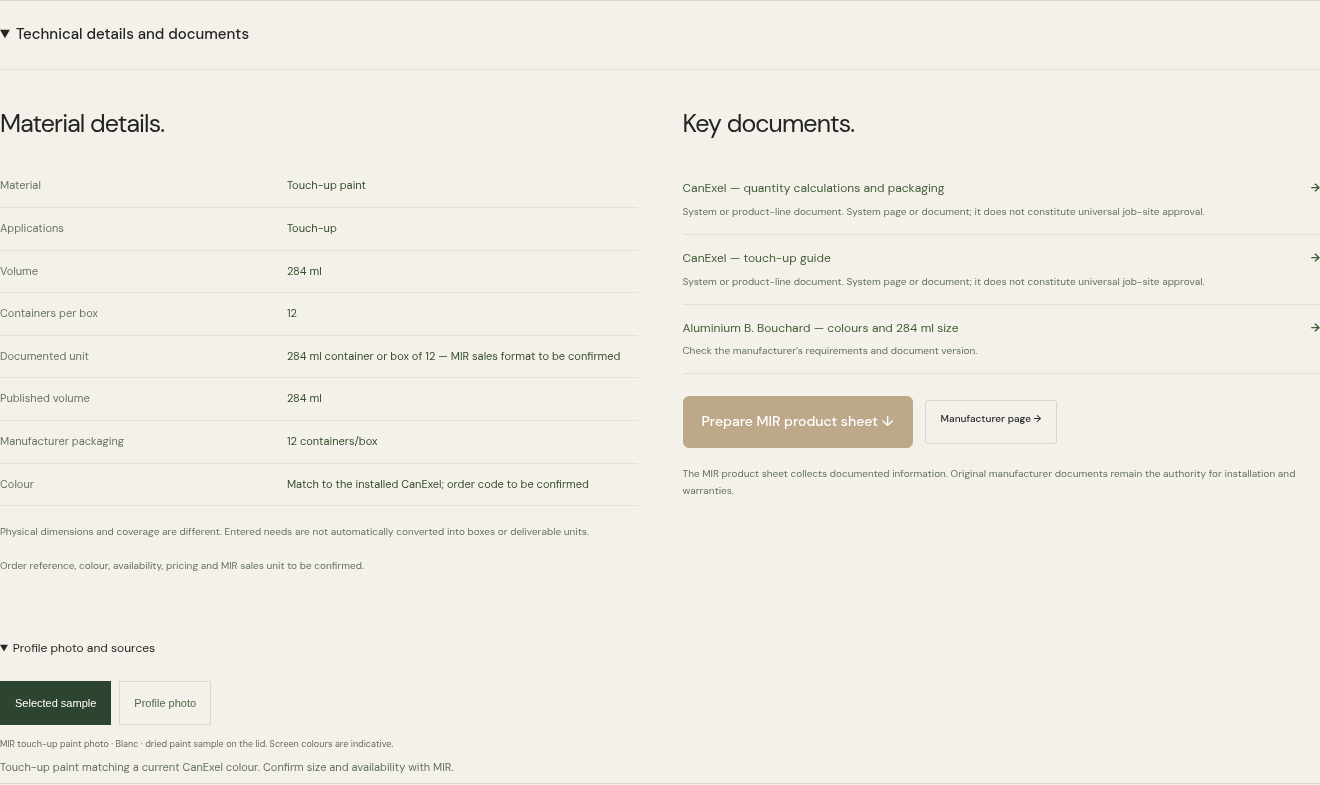 ▼ Technical details and documents
Material details.
Material Touch-up paint
Applications Touch-up
Volume 284 ml
Containers per box 12
Documented unit 284 ml container or box of 12 — MIR sales format to be confirmed
Published volume 284 ml
Manufacturer packaging 12 containers/box
Colour Match to the installed CanExel; order code to be confirmed
Physical dimensions and coverage are different. Entered needs are not automatically converted into boxes or deliverable units.
Order reference, colour, availability, pricing and MIR sales unit to be confirmed.
Key documents.
CanExel — quantity calculations and packaging →
System or product-line document. System page or document; it does not constitute universal job-site approval.
CanExel — touch-up guide →
System or product-line document. System page or document; it does not constitute universal job-site approval.
Aluminium B. Bouchard — colours and 284 ml size →
Check the manufacturer's requirements and document version.
Prepare MIR product sheet ↓
Manufacturer page →
The MIR product sheet collects documented information. Original manufacturer documents remain the authority for installation and
warranties.
▼ Profile photo and sources
Selected sample
Profile photo
MIR touch-up paint photo · Blanc · dried paint sample on the lid. Screen colours are indicative.
Touch-up paint matching a current CanExel colour. Confirm size and availability with MIR.